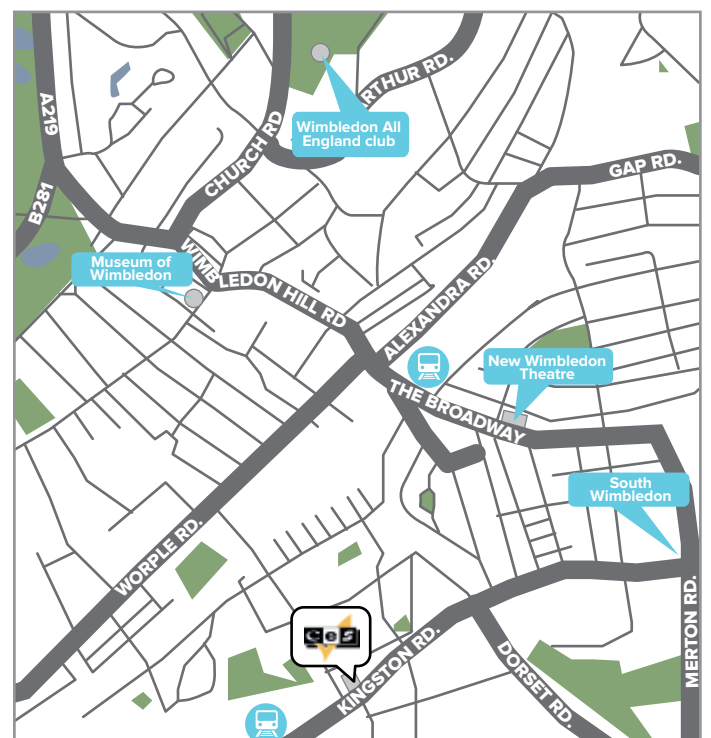 A219
B281
CHURCH RD
RTHUR RD.
Wimbledon All
England club
GAP RD.
Museum of
Wimbledon
WIMBLEDON HILL RD
ALEXANDRA RD.
New Wimbledon
Theatre
THE BROADWAY
South
Wimbledon
WORPLE RD.
ces
KINGSTON RD.
DORSET RD.
MERTON RD.